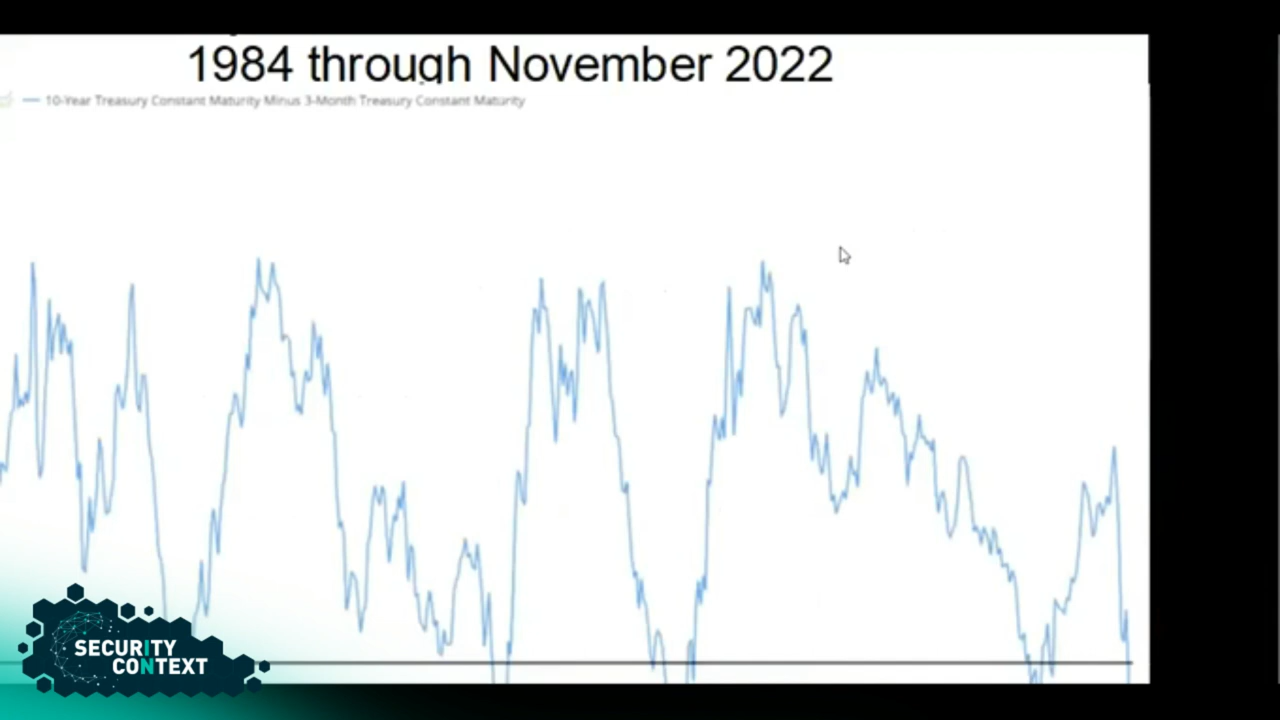 1984 through November 2022
10-Year Treasury Constant Maturity Minus 3-Month Treasury Constant Maturity
SECURITY
CONTEXT